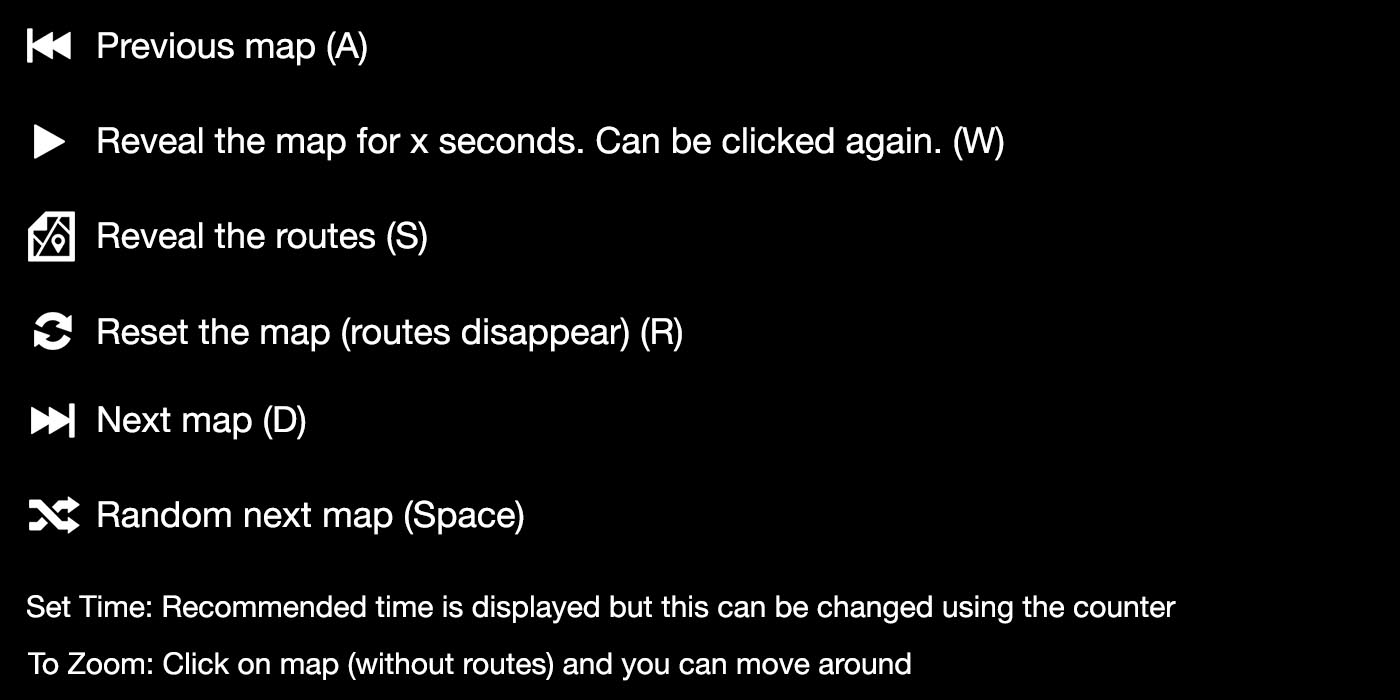 Previous map (A)
Reveal the map for x seconds. Can be clicked again. (W)
Reveal the routes (S)
Reset the map (routes disappear) (R)
Next map (D)
Random next map (Space)
Set Time: Recommended time is displayed but this can be changed using the counter
To Zoom: Click on map (without routes) and you can move around